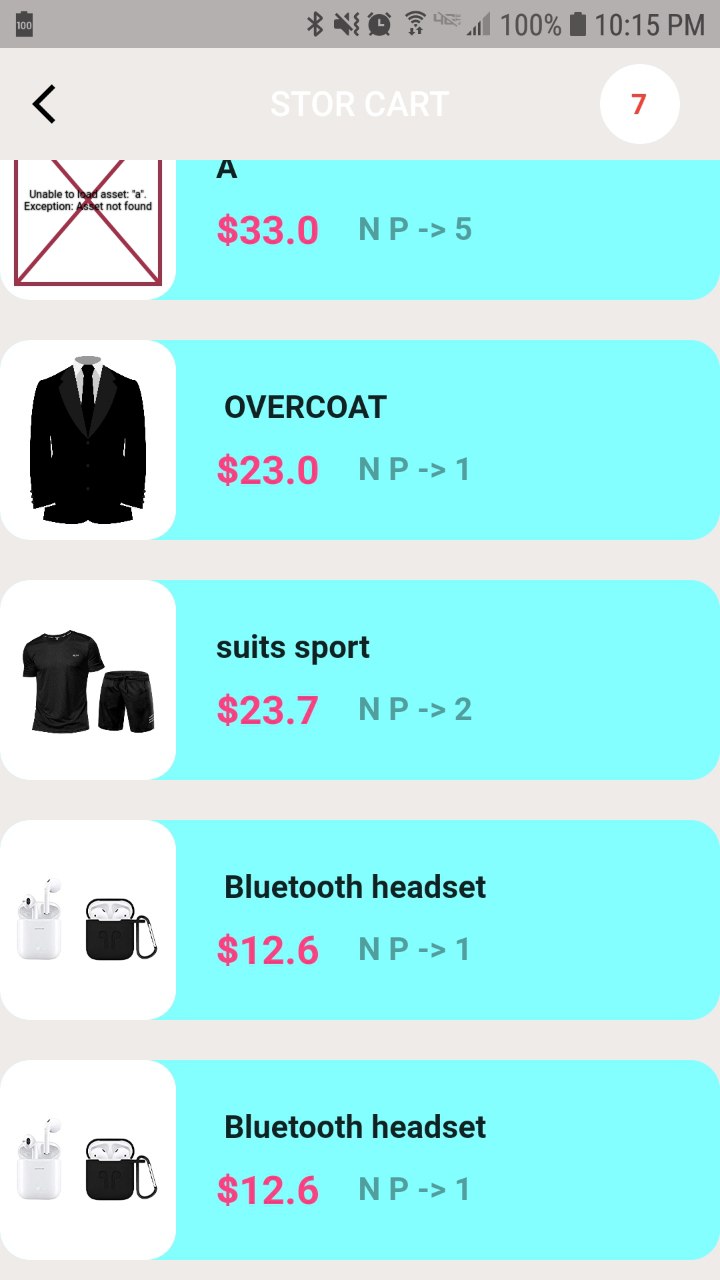 100
4GE 100% 10:15 PM
STOR CART
7
A
Unable to load asset: "a".
Exception: Asset not found
$33.0 N P -> 5
OVERCOAT
$23.0 N P -> 1
suits sport
$23.7 N P -> 2
Bluetooth headset
$12.6 N P -> 1
Bluetooth headset
$12.6 N P -> 1